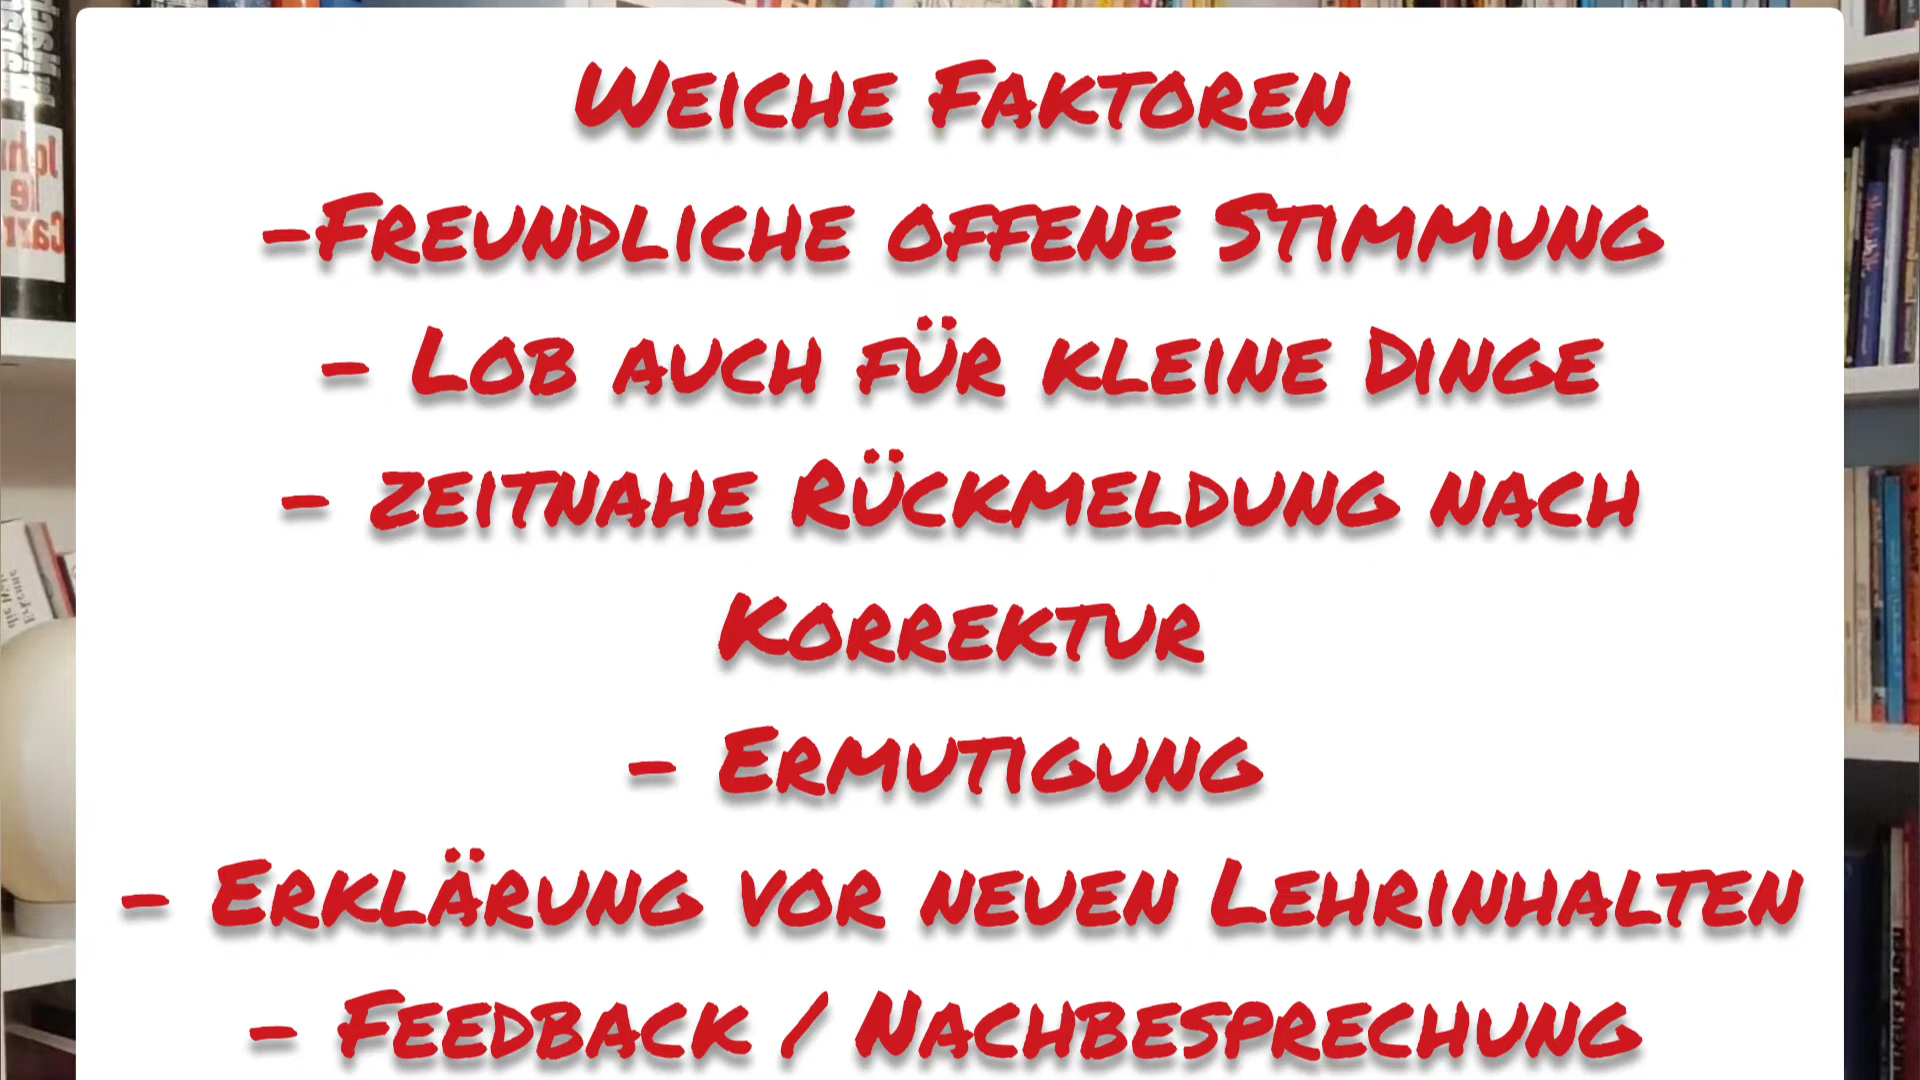 Weiche Faktoren
-Freundliche offene Stimmung
- Lob auch für kleine Dinge
- zeitnahe Rückmeldung nach
Korrektur
- Ermutigung
- Erklärung vor neuen Lehrinhalten
- Feedback / Nachbesprechung